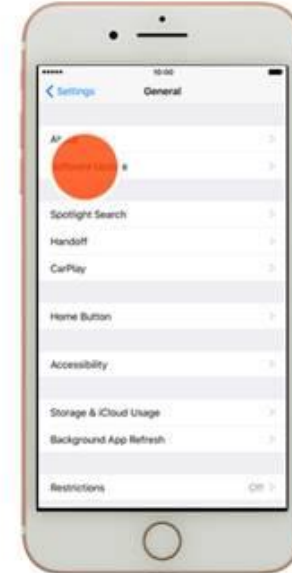 10:00
Settings General
Spotlight Search
Handoff
CarPlay
Home Button
Accessibility
Storage & iCloud Usage
Background App Refresh
Restrictions Off